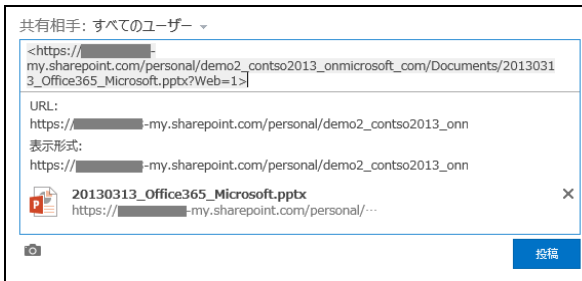 共有相手: すべてのユーザー
<https:// -
my.sharepoint.com/personal/demo2_contso2013_onmicrosoft_com/Documents/2013031
3_Office365_Microsoft.pptx?Web=1>
URL:
https:// -my.sharepoint.com/personal/demo2_contso2013_onn
表示形式:
https:// -my.sharepoint.com/personal/demo2_contso2013_onn
20130313_Office365_Microsoft.pptx
https:// -my.sharepoint.com/personal/…
投稿